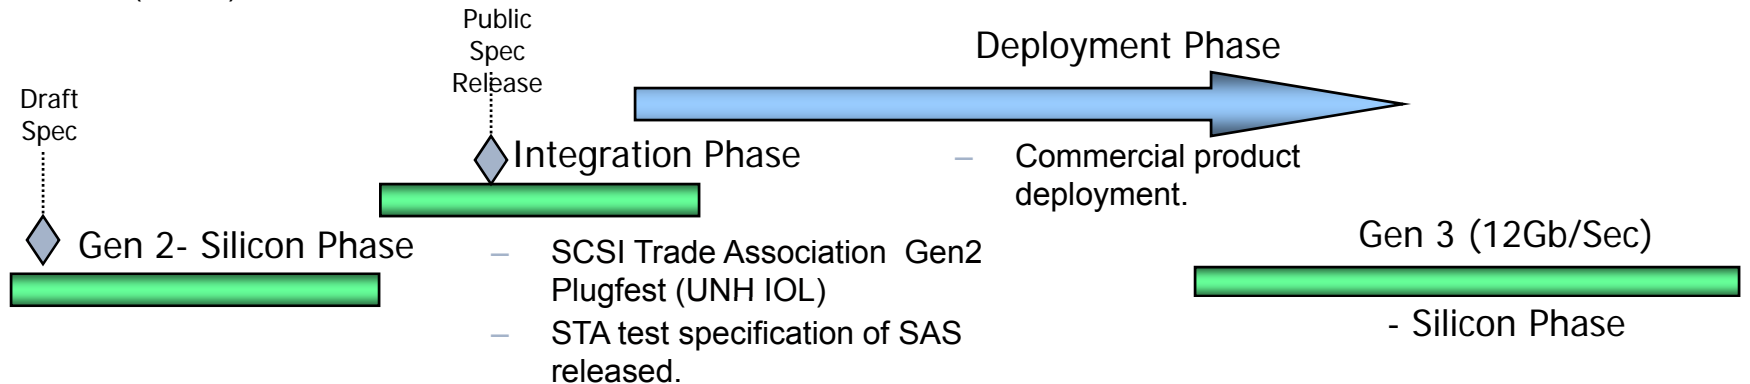 Public
Spec
Release
Deployment Phase
Draft
Spec
Integration Phase
– Commercial product
deployment.
Gen 2- Silicon Phase
– SCSI Trade Association Gen2
Plugfest (UNH IOL)
– STA test specification of SAS
released.
Gen 3 (12Gb/Sec)
- Silicon Phase